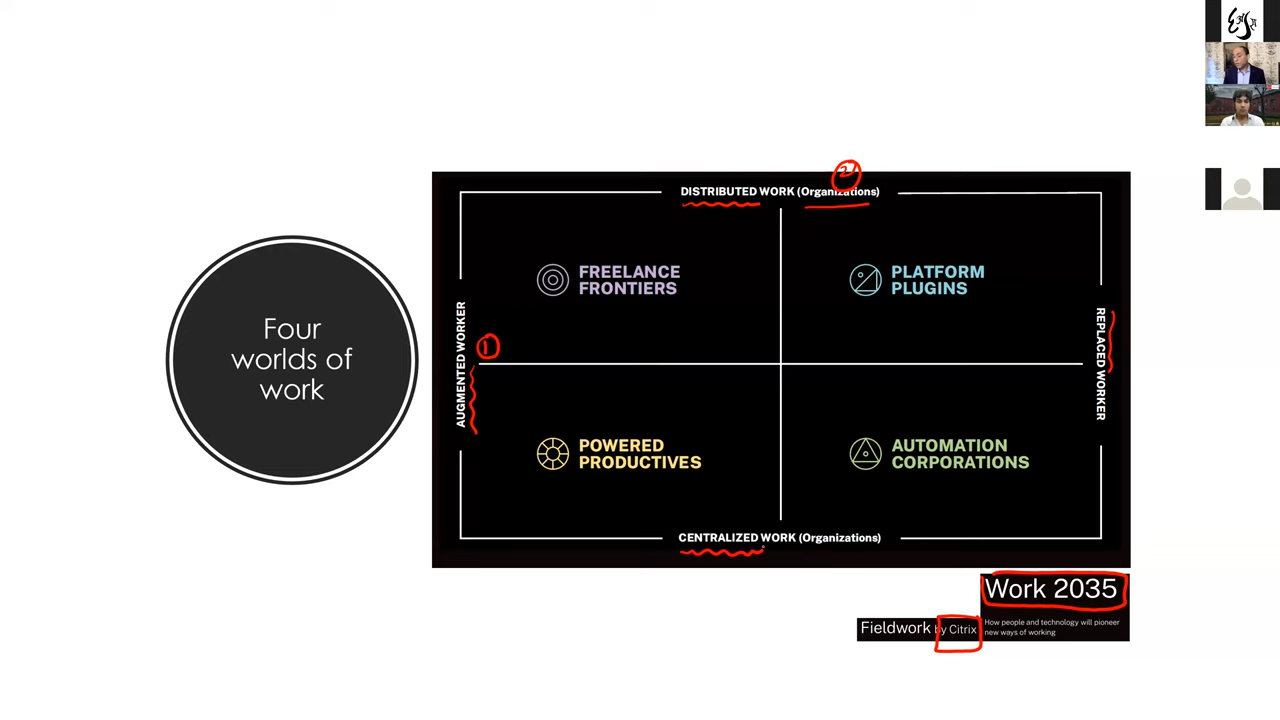 Four
worlds of
work
DISTRIBUTED WORK (Organizations)
2
FREELANCE
FRONTIERS
PLATFORM
PLUGINS
AUGMENTED WORKER
1
REPLACED WORKER
POWERED
PRODUCTIVES
AUTOMATION
CORPORATIONS
CENTRALIZED WORK (Organizations)
Work 2035
How people and technology will pioneer
new ways of working
Fieldwork by Citrix